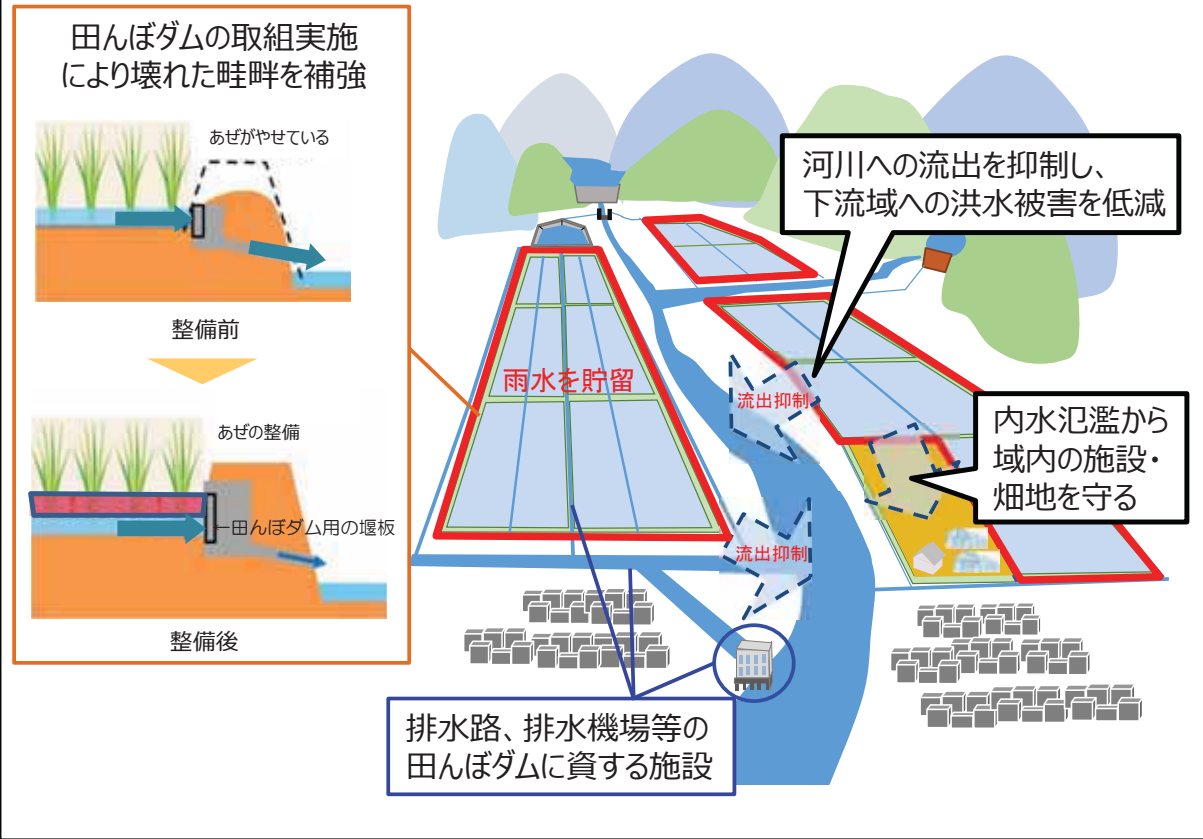 田んぼダムの取組実施
により壊れた畦畔を補強
あぜがやせている
整備前
あぜの整備
田んぼダム用の堰板
整備後
河川への流出を抑制し、
下流域への洪水被害を低減
雨水を貯留
流出抑制
内水氾濫から
域内の施設・
畑地を守る
流出抑制
排水路、排水機場等の
田んぼダムに資する施設